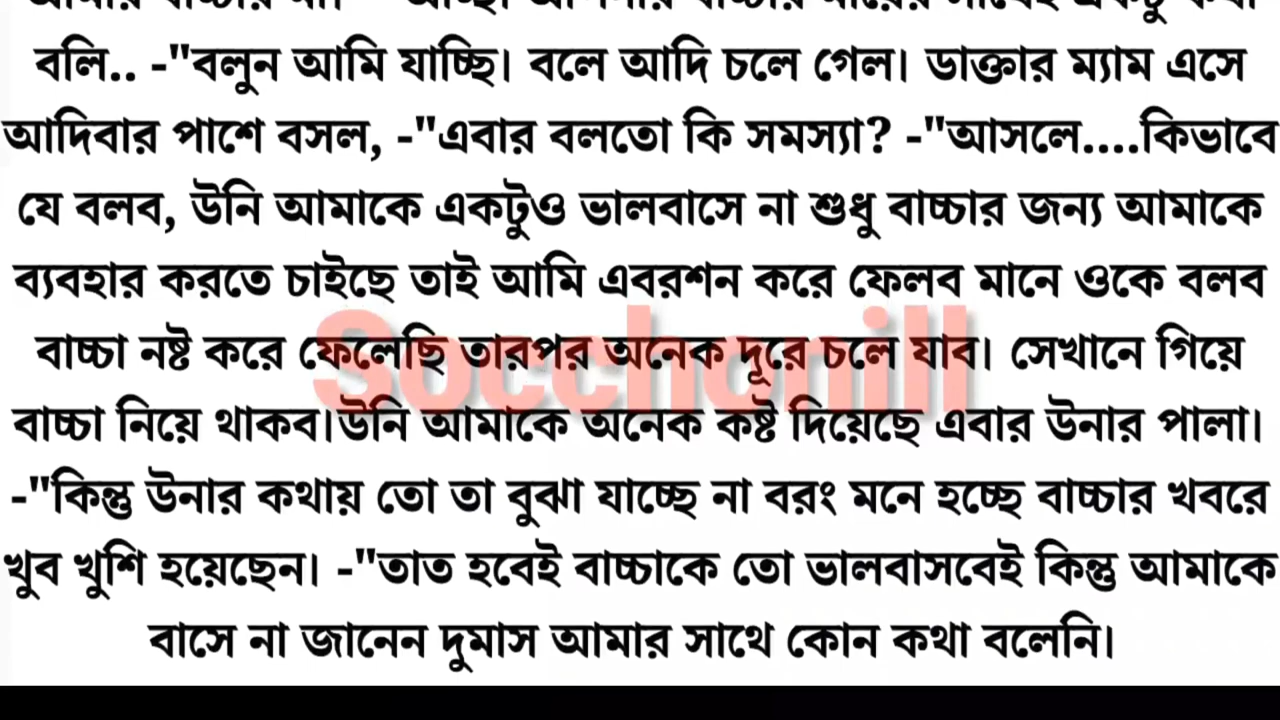 বলি.. -"বলুন আমি যাচ্ছি। বলে আদি চলে গেল। ডাক্তার ম্যাম এসে
আদিবার পাশে বসল, -"এবার বলতো কি সমস্যা? -"আসলে....কিভাবে
যে বলব, উনি আমাকে একটুও ভালবাসে না শুধু বাচ্চার জন্য আমাকে
ব্যবহার করতে চাইছে তাই আমি এবরশন করে ফেলব মানে ওকে বলব
বাচ্চা নষ্ট করে ফেলেছি তারপর অনেক দূরে চলে যাব। সেখানে গিয়ে
Socchonill
বাচ্চা নিয়ে থাকব।উনি আমাকে অনেক কষ্ট দিয়েছে এবার উনার পালা।
-"কিন্তু উনার কথায় তো তা বুঝা যাচ্ছে না বরং মনে হচ্ছে বাচ্চার খবরে
খুব খুশি হয়েছেন। -"তাত হবেই বাচ্চাকে তো ভালবাসবেই কিন্তু আমাকে
বাসে না জানেন দুমাস আমার সাথে কোন কথা বলেনি।